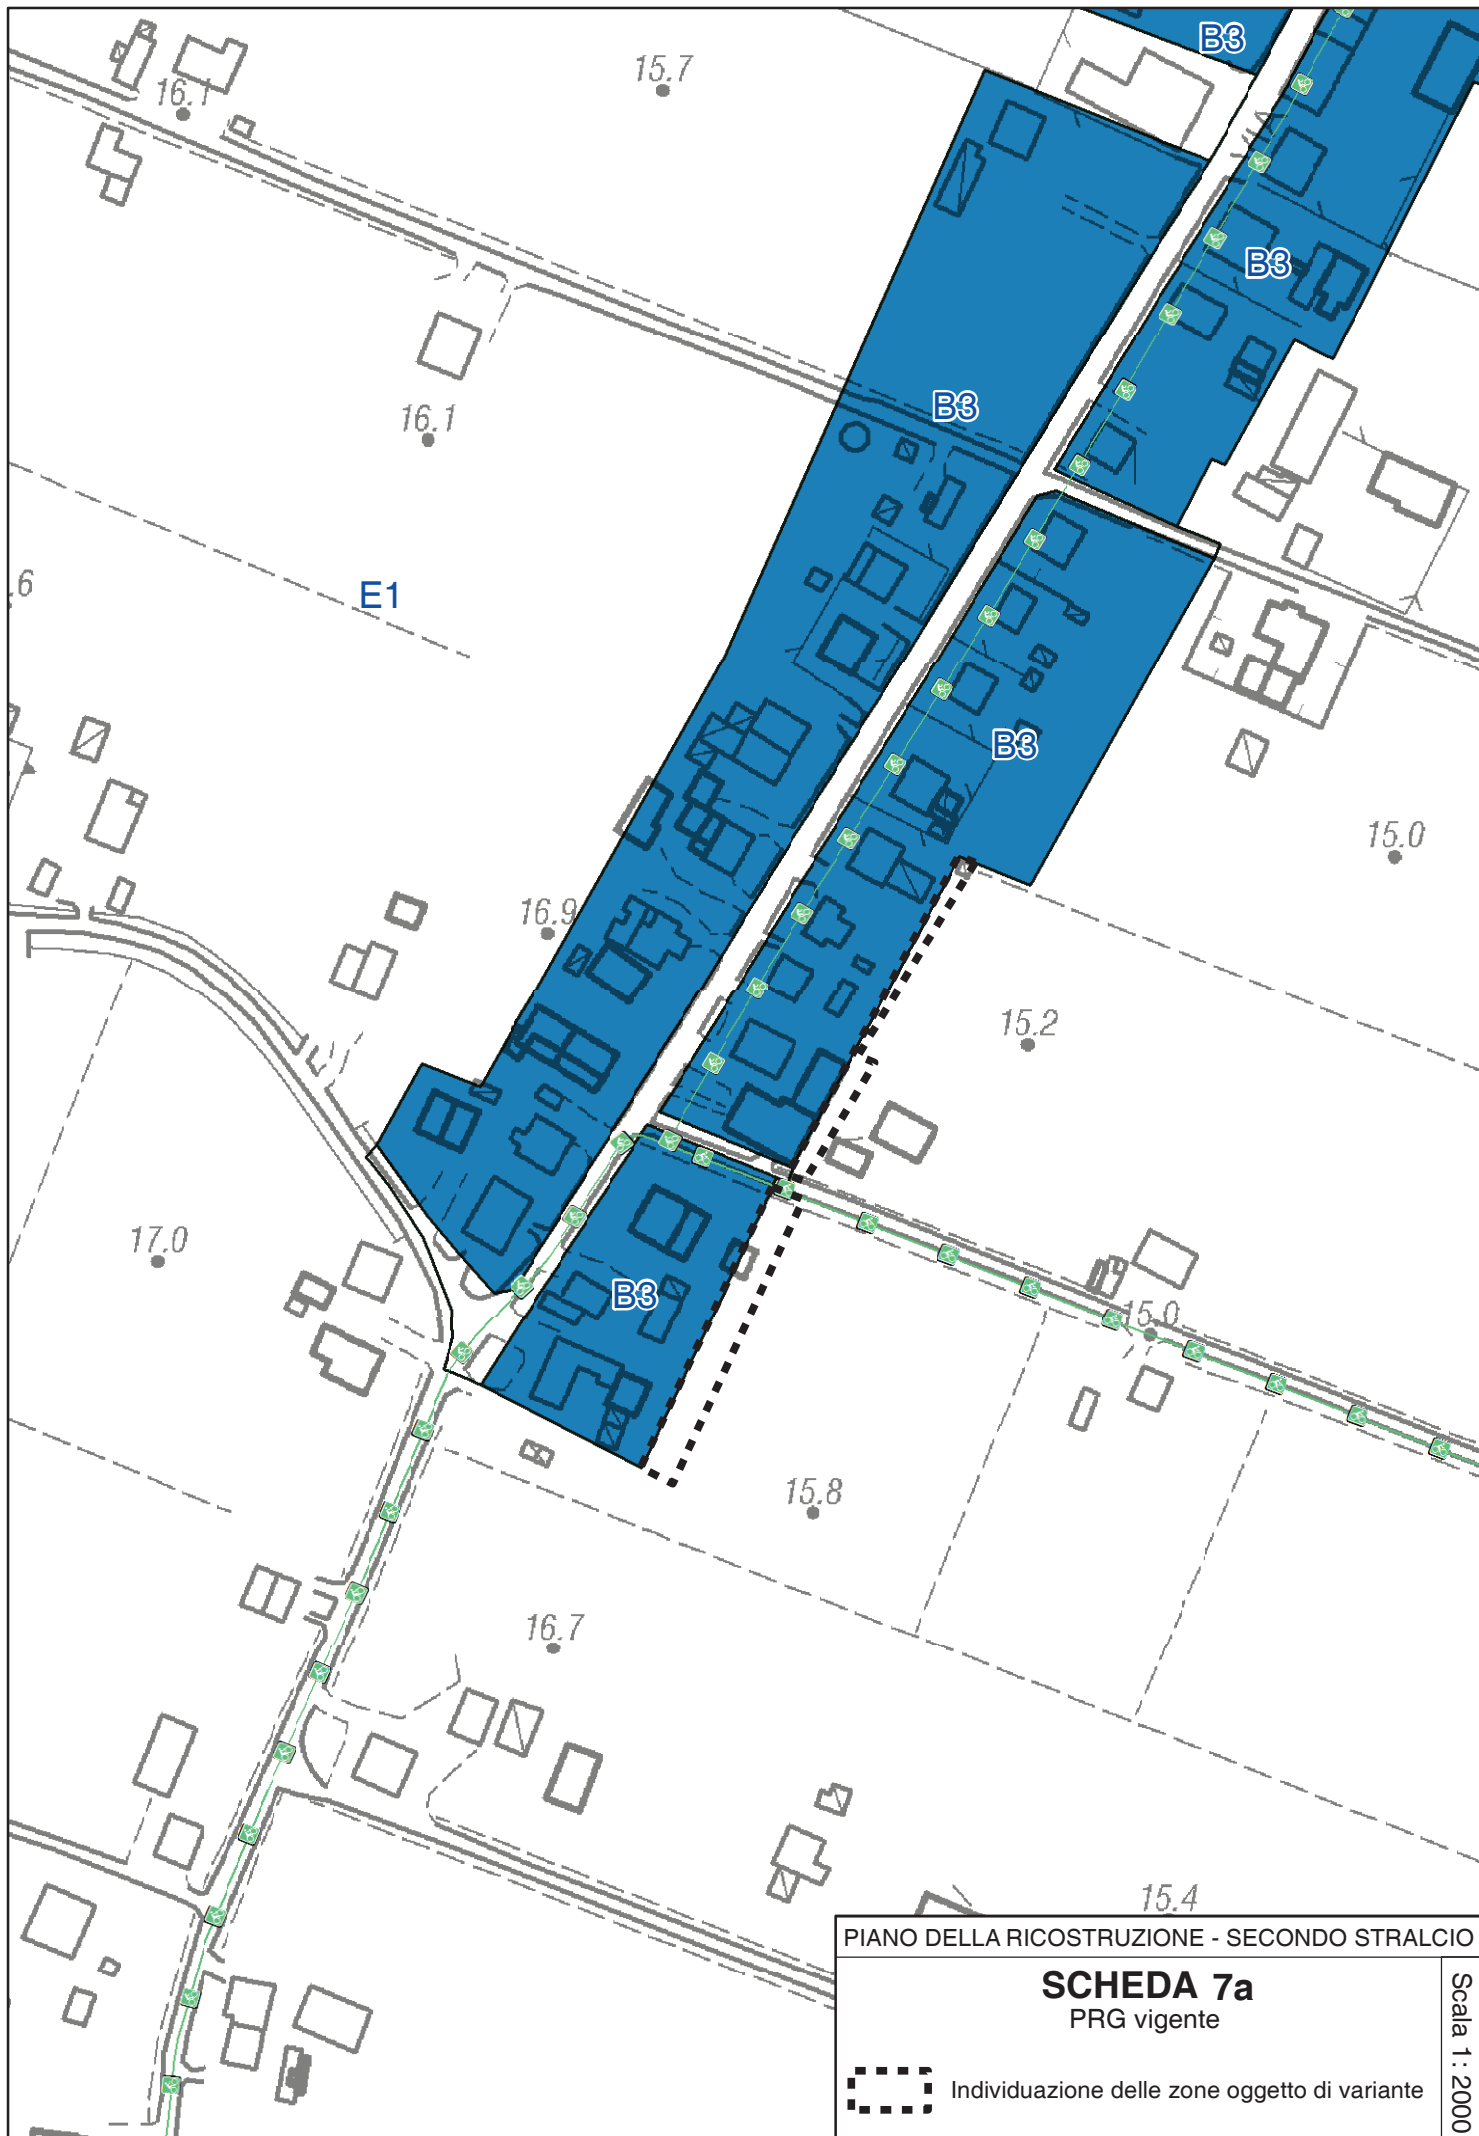 B3
15.7
16.1
B3
B3
16.1
E1
.6
B3
15.0
16.9
15.2
17.0
B3
15.0
15.8
16.7
15.4
PIANO DELLA RICOSTRUZIONE - SECONDO STRALCIO
SCHEDA 7a
PRG vigente
Individuazione delle zone oggetto di variante
Scala 1: 2000